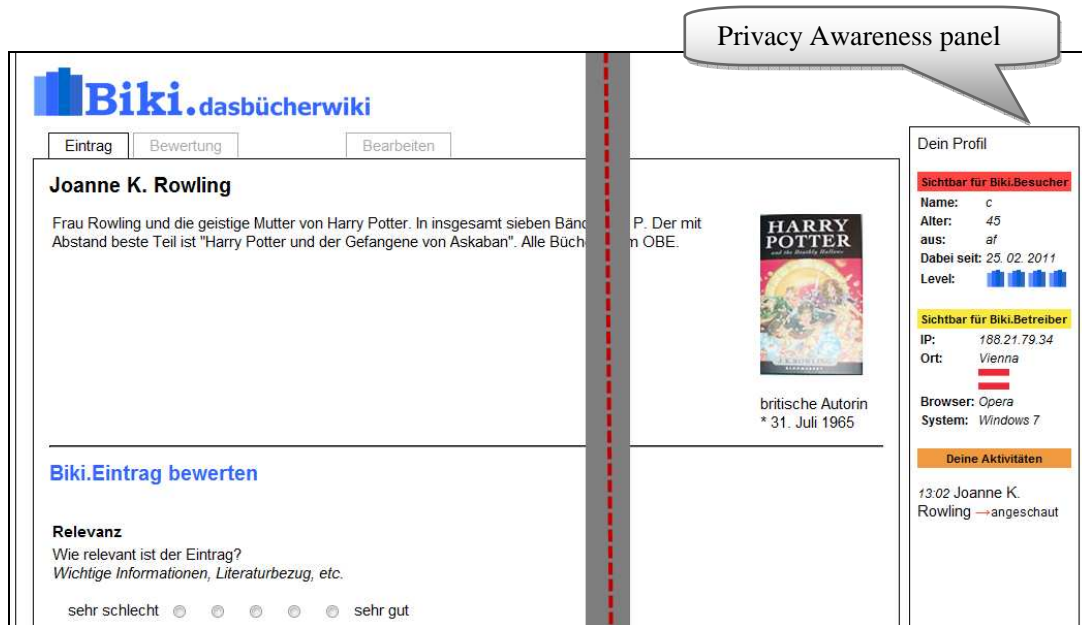 Privacy Awareness panel
Biki.dasbücherwiki
Eintrag Bewertung Bearbeiten
Joanne K. Rowling
Frau Rowling und die geistige Mutter von Harry Potter. In insgesamt sieben Bänd P. Der mit
Abstand beste Teil ist "Harry Potter und der Gefangene von Askaban". Alle Büch m OBE.
HARRY
POTTER
and the Deathly Hallows
J.K.ROWLING
britische Autorin
* 31. Juli 1965
Biki.Eintrag bewerten
Relevanz
Wie relevant ist der Eintrag?
Wichtige Informationen, Literaturbezug, etc.
sehr schlecht sehr gut
Dein Profil
Sichtbar für Biki.Besucher
Name: c
Alter: 45
aus: af
Dabei seit: 25. 02. 2011
Level:
Sichtbar für Biki.Betreiber
IP: 188.21.79.34
Ort: Vienna
Browser: Opera
System: Windows 7
Deine Aktivitäten
13:02 Joanne K.
Rowling →angeschaut